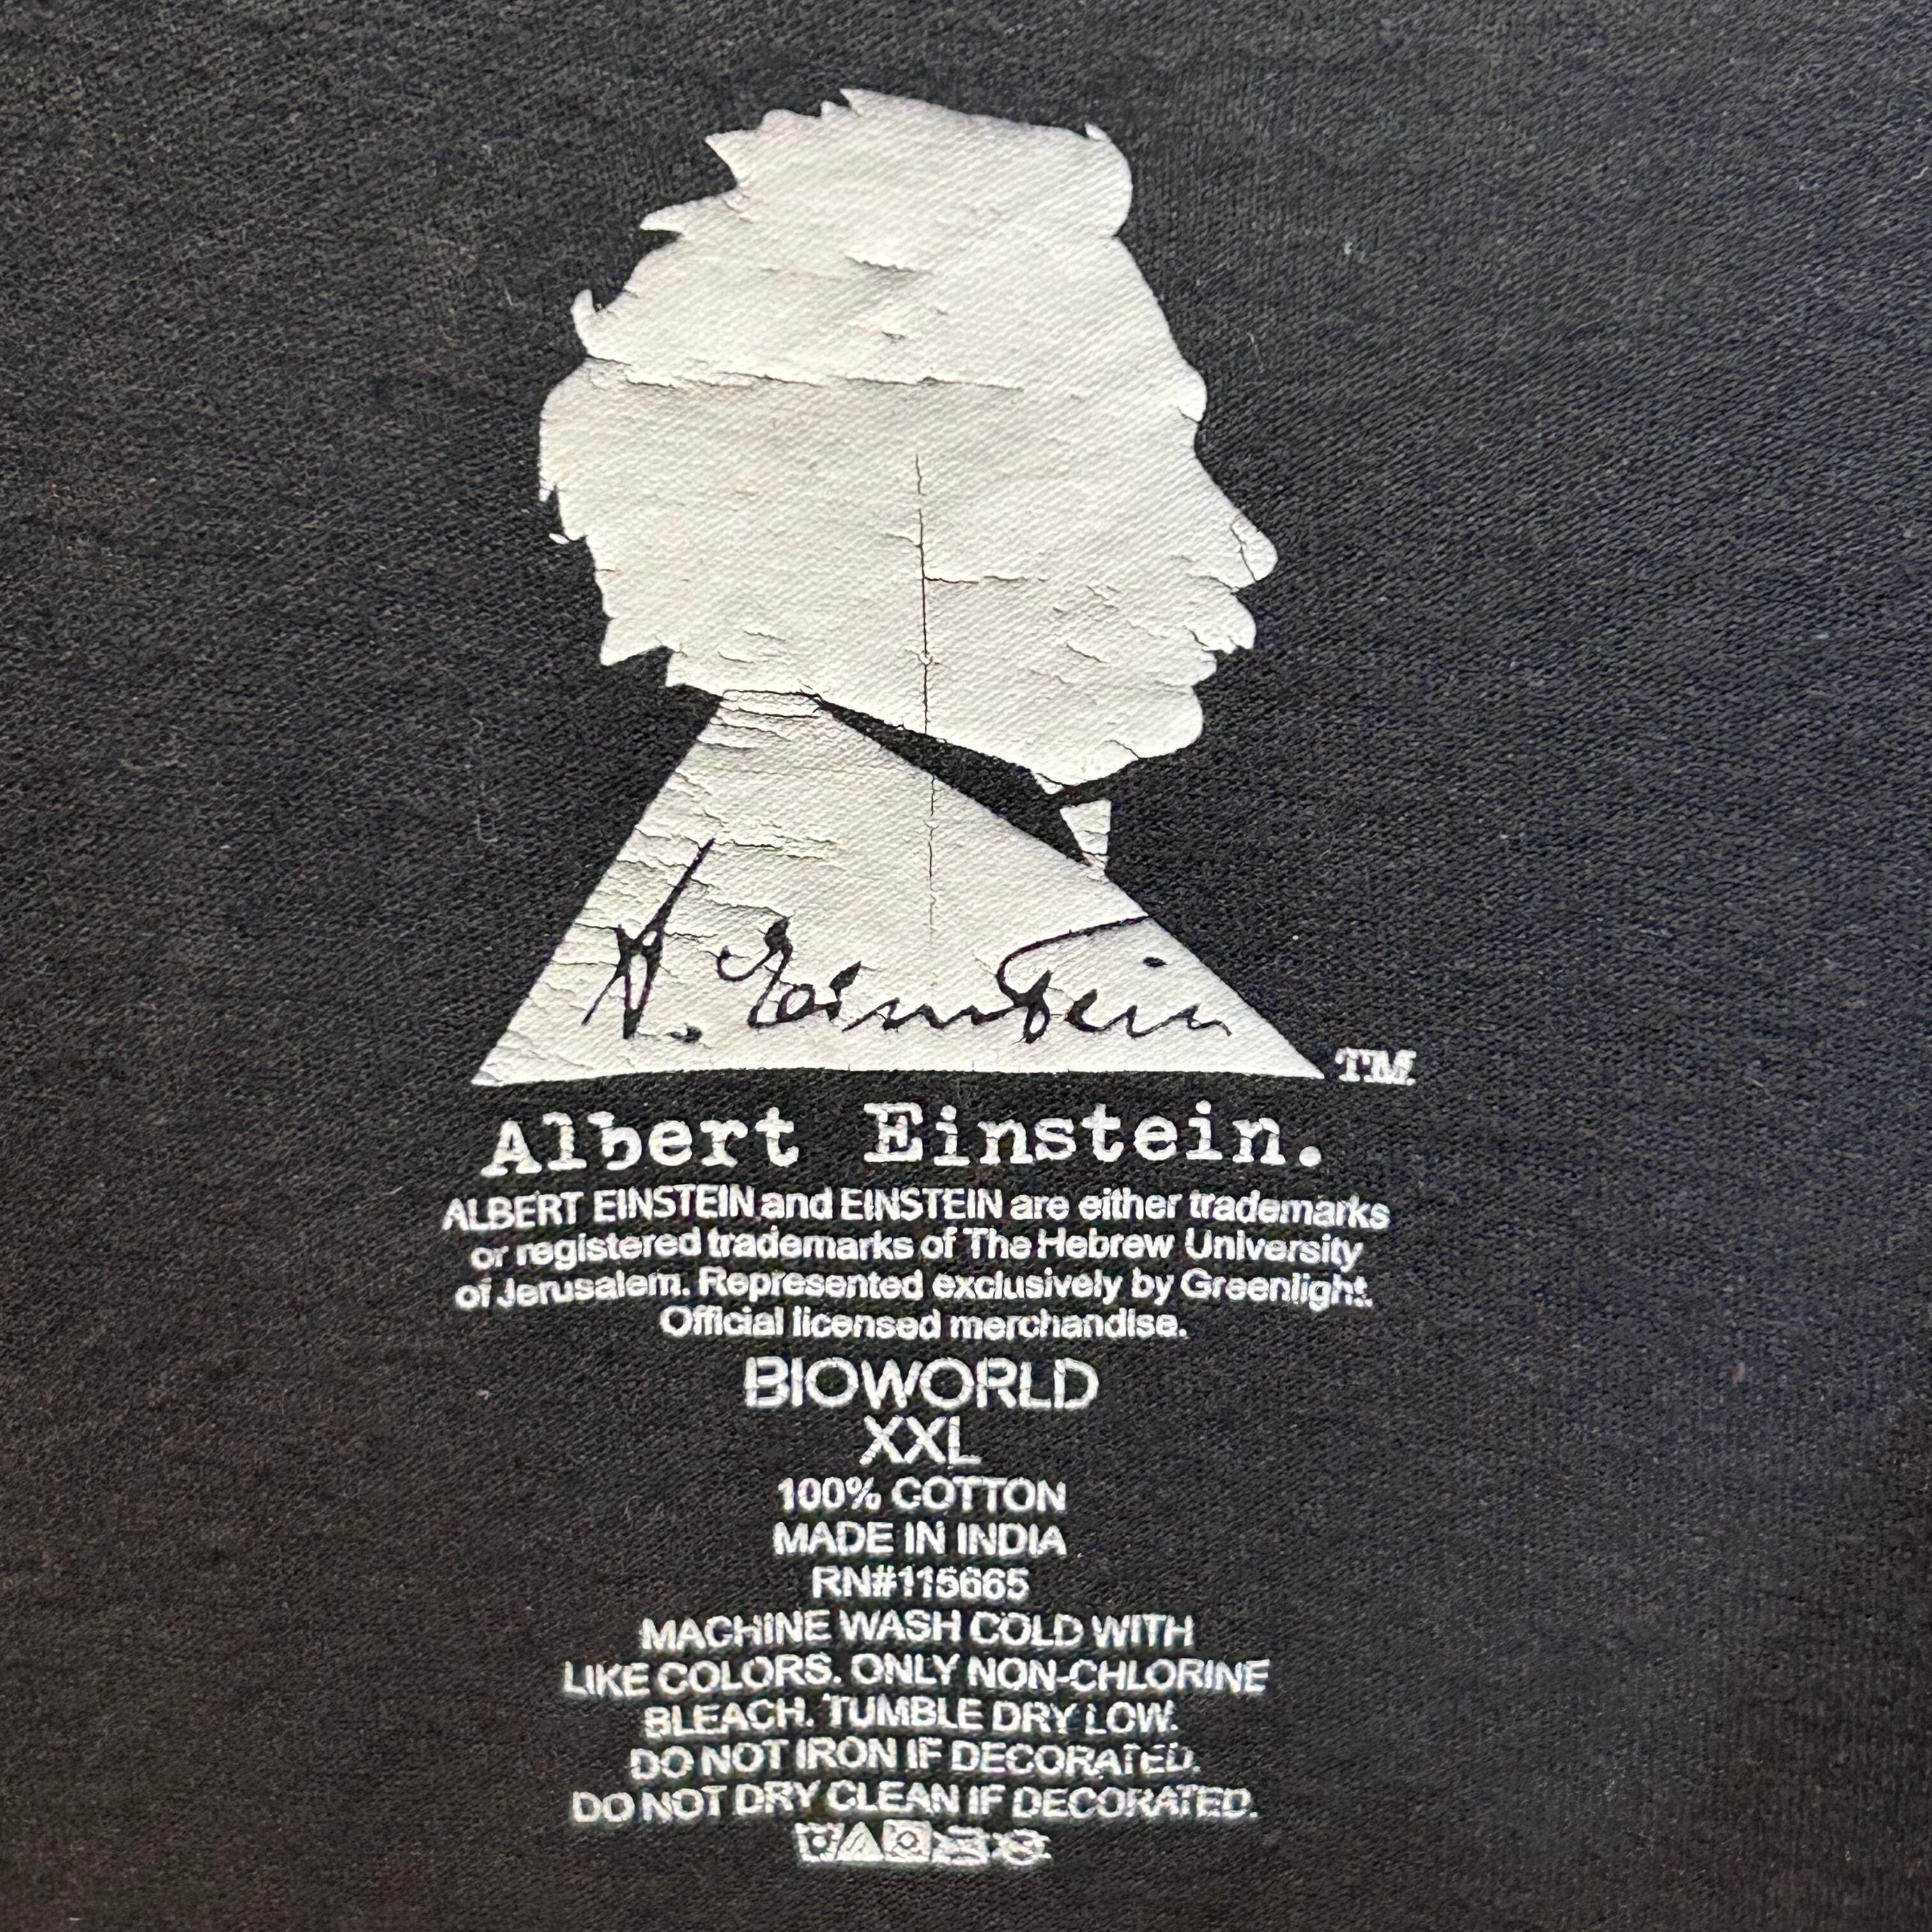 A. Einstein
TM
Albert Einstein.
ALBERT EINSTEIN and EINSTEIN are either trademarks
or registered trademarks of The Hebrew University
of Jerusalem. Represented exclusively by Greenlight.
Official licensed merchandise.
BIOWORLD
XXL
100% COTTON
MADE IN INDIA
RN#115665
MACHINE WASH COLD WITH
LIKE COLORS. ONLY NON-CHLORINE
BLEACH. TUMBLE DRY LOW.
DO NOT IRON IF DECORATED.
DO NOT DRY CLEAN IF DECORATED.